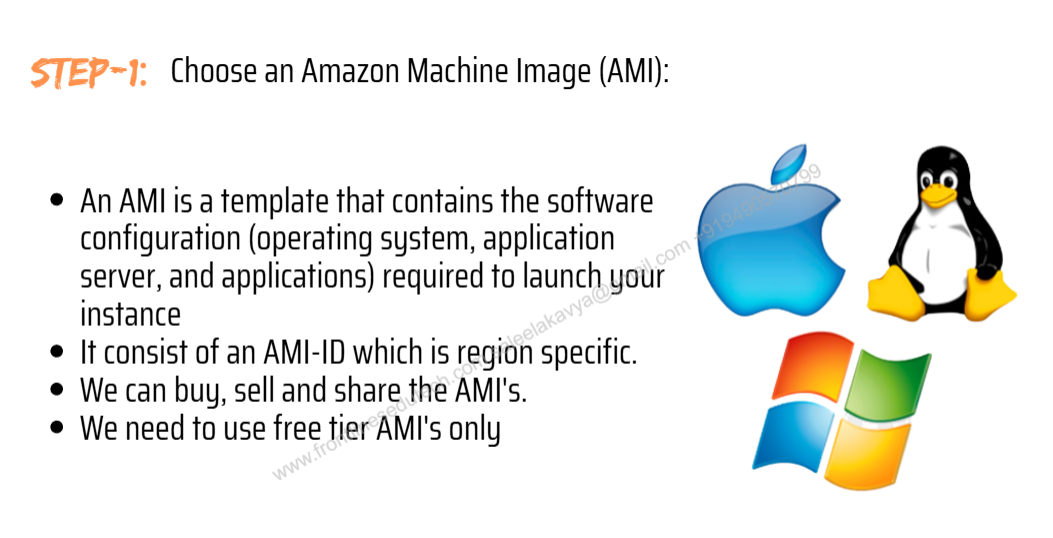 STEP-1: Choose an Amazon Machine Image (AMI):
• An AMI is a template that contains the software
configuration (operating system, application
server, and applications) required to launch your
instance
• It consist of an AMI-ID which is region specific.
• We can buy, sell and share the AMI's.
• We need to use free tier AMI's only